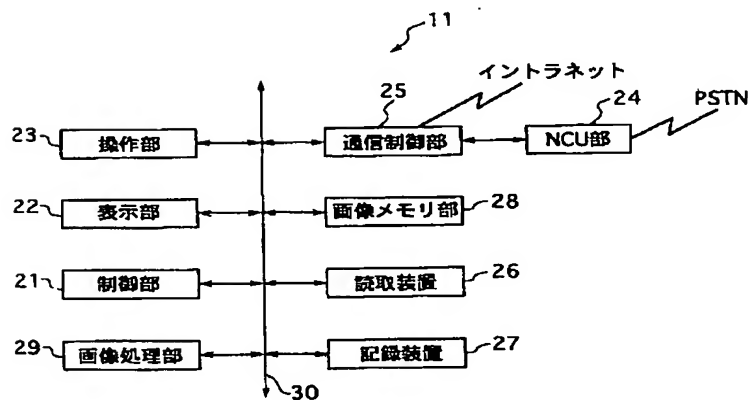 11
イントラネット
23 操作部
25 通信制御部
24 NCU部
PSTN
22 表示部
画像メモリ部 28
21 制御部
読取装置 26
29 画像処理部
記録装置 27
30